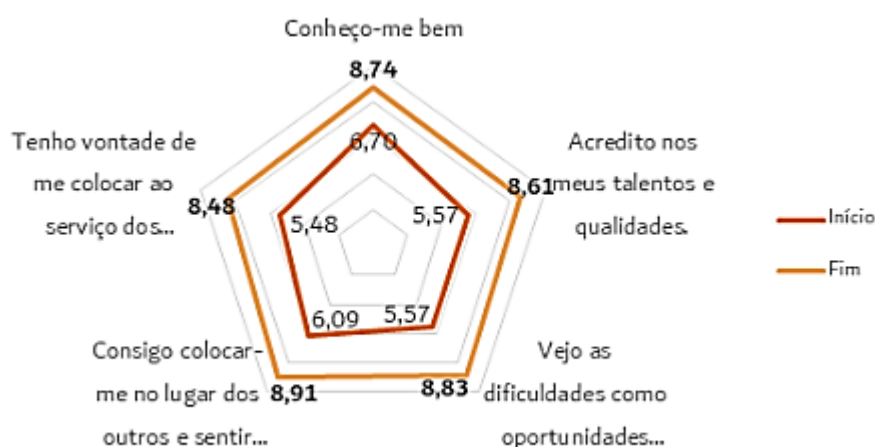 Conheço-me bem
8,74
6,70
Acredito nos
meus talentos e
qualidades.
8,61
5,57
Início
Fim
Vejo as
dificuldades como
oportunidades...
8,83
5,57
Consigo colocar-
me no lugar dos
outros e sentir...
8,91
6,09
Tenho vontade de
me colocar ao
serviço dos...
8,48
5,48